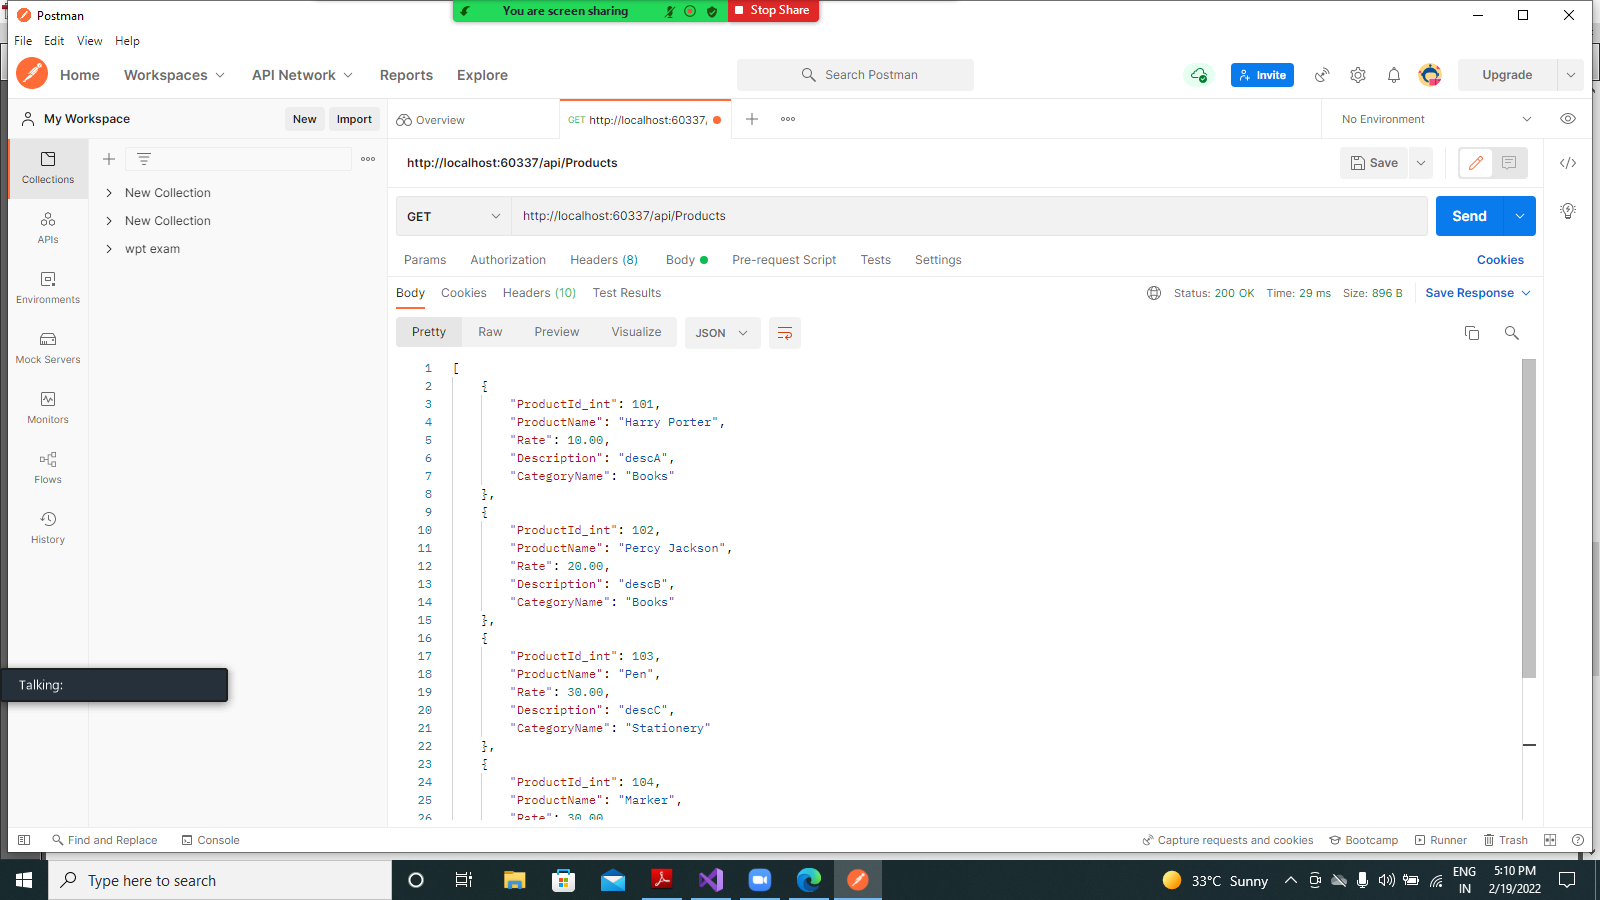 Postman
You are screen sharing
Stop Share
File Edit View Help
Home Workspaces API Network Reports Explore
Search Postman
Invite
Upgrade
My Workspace
New Import
Overview
GET http://localhost:60337/
No Environment
Collections
New Collection
New Collection
wpt exam
APIs
Environments
Mock Servers
Monitors
Flows
History
http://localhost:60337/api/Products
Save
GET http://localhost:60337/api/Products
Send
Params Authorization Headers (8) Body Pre-request Script Tests Settings
Cookies
Body Cookies Headers (10) Test Results
Status: 200 OK Time: 29 ms Size: 896 B Save Response
Pretty Raw Preview Visualize JSON
1 [
2 {
3 "ProductId_int": 101,
4 "ProductName": "Harry Porter",
5 "Rate": 10.00,
6 "Description": "descA",
7 "CategoryName": "Books"
8 },
9 {
10 "ProductId_int": 102,
11 "ProductName": "Percy Jackson",
12 "Rate": 20.00,
13 "Description": "descB",
14 "CategoryName": "Books"
15 },
16 {
17 "ProductId_int": 103,
18 "ProductName": "Pen",
19 "Rate": 30.00,
20 "Description": "descC",
21 "CategoryName": "Stationery"
22 },
23 {
24 "ProductId_int": 104,
25 "ProductName": "Marker",
26 "Rate": 30.00
Talking:
Find and Replace Console
Capture requests and cookies Bootcamp Runner Trash
Type here to search
33°C Sunny
ENG
IN
5:10 PM
2/19/2022